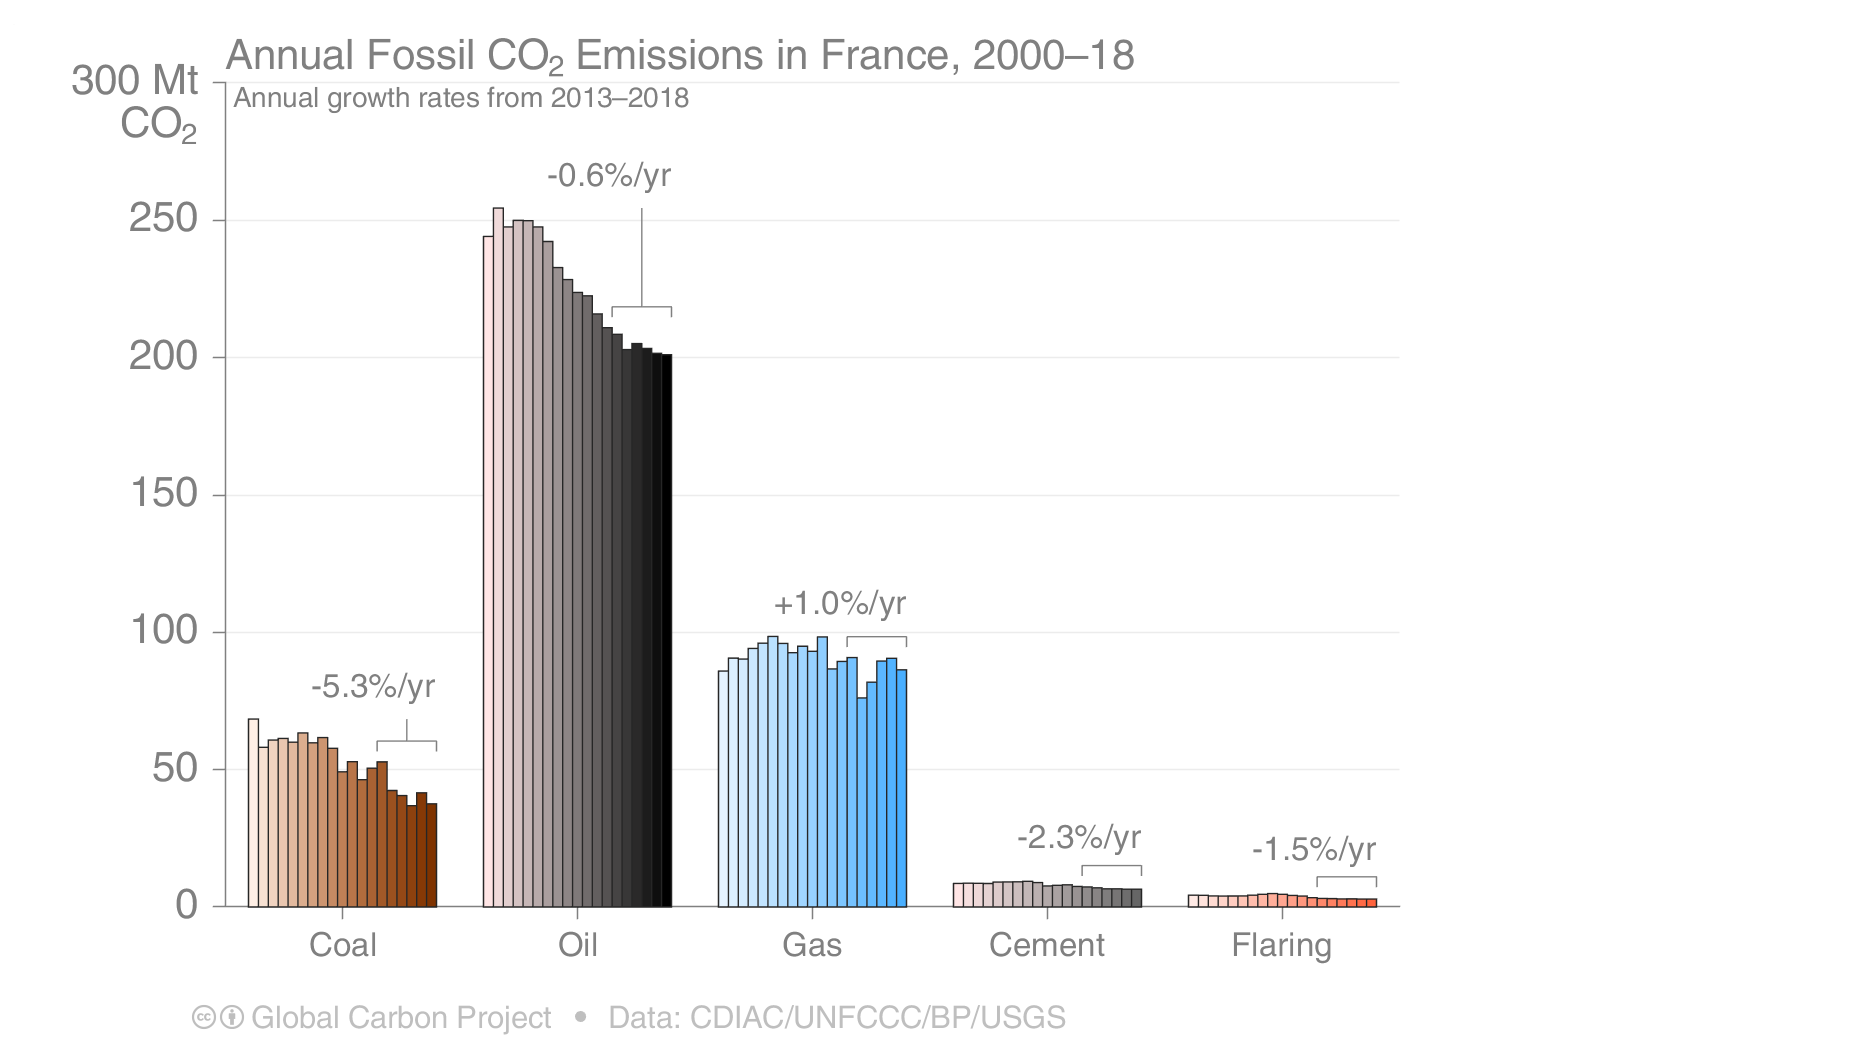 Annual Fossil CO₂ Emissions in France, 2000–18
300 Mt
CO₂
Annual growth rates from 2013–2018
250
200
150
100
50
0
-5.3%/yr
-0.6%/yr
+1.0%/yr
-2.3%/yr
-1.5%/yr
Coal
Oil
Gas
Cement
Flaring
cc Global Carbon Project • Data: CDIAC/UNFCCC/BP/USGS